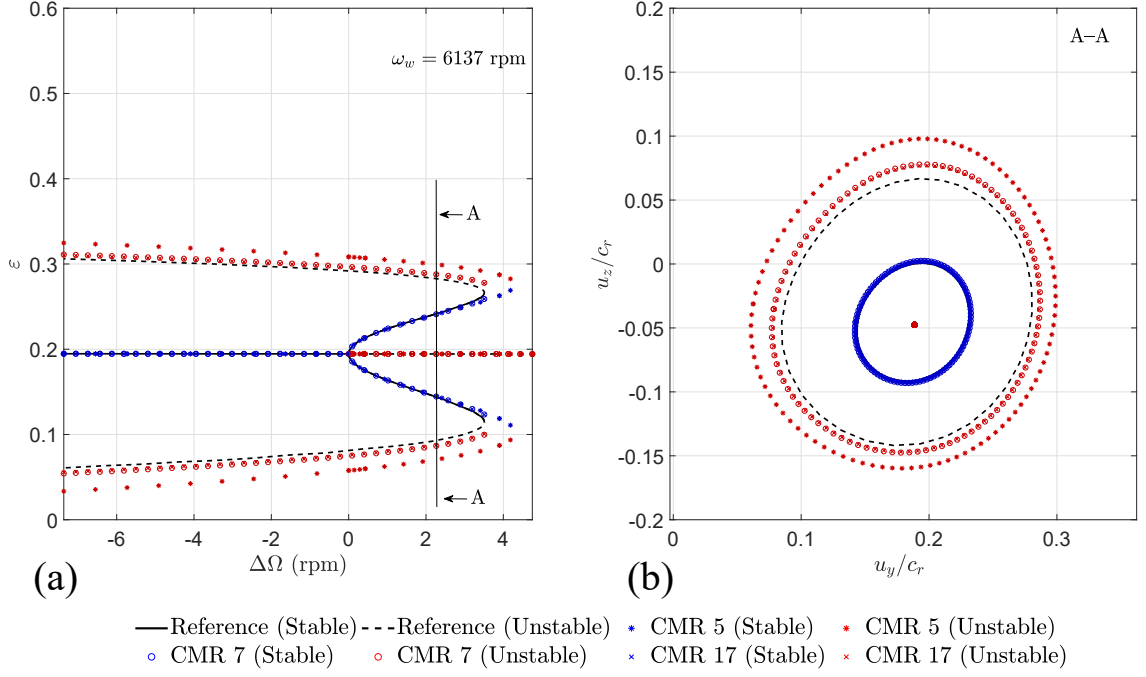 0.6
0.5
0.4
0.3
0.2
0.1
0
ε
ω_w = 6137 rpm
A
A
-6
-4
-2
0
2
4
ΔΩ (rpm)
(a)
0.2
0.15
0.1
0.05
0
-0.05
-0.1
-0.15
-0.2
u_z/c_r
A–A
0
0.1
0.2
0.3
u_y/c_r
(b)
Reference (Stable) Reference (Unstable) CMR 5 (Stable) CMR 5 (Unstable)
CMR 7 (Stable) CMR 7 (Unstable) CMR 17 (Stable) CMR 17 (Unstable)